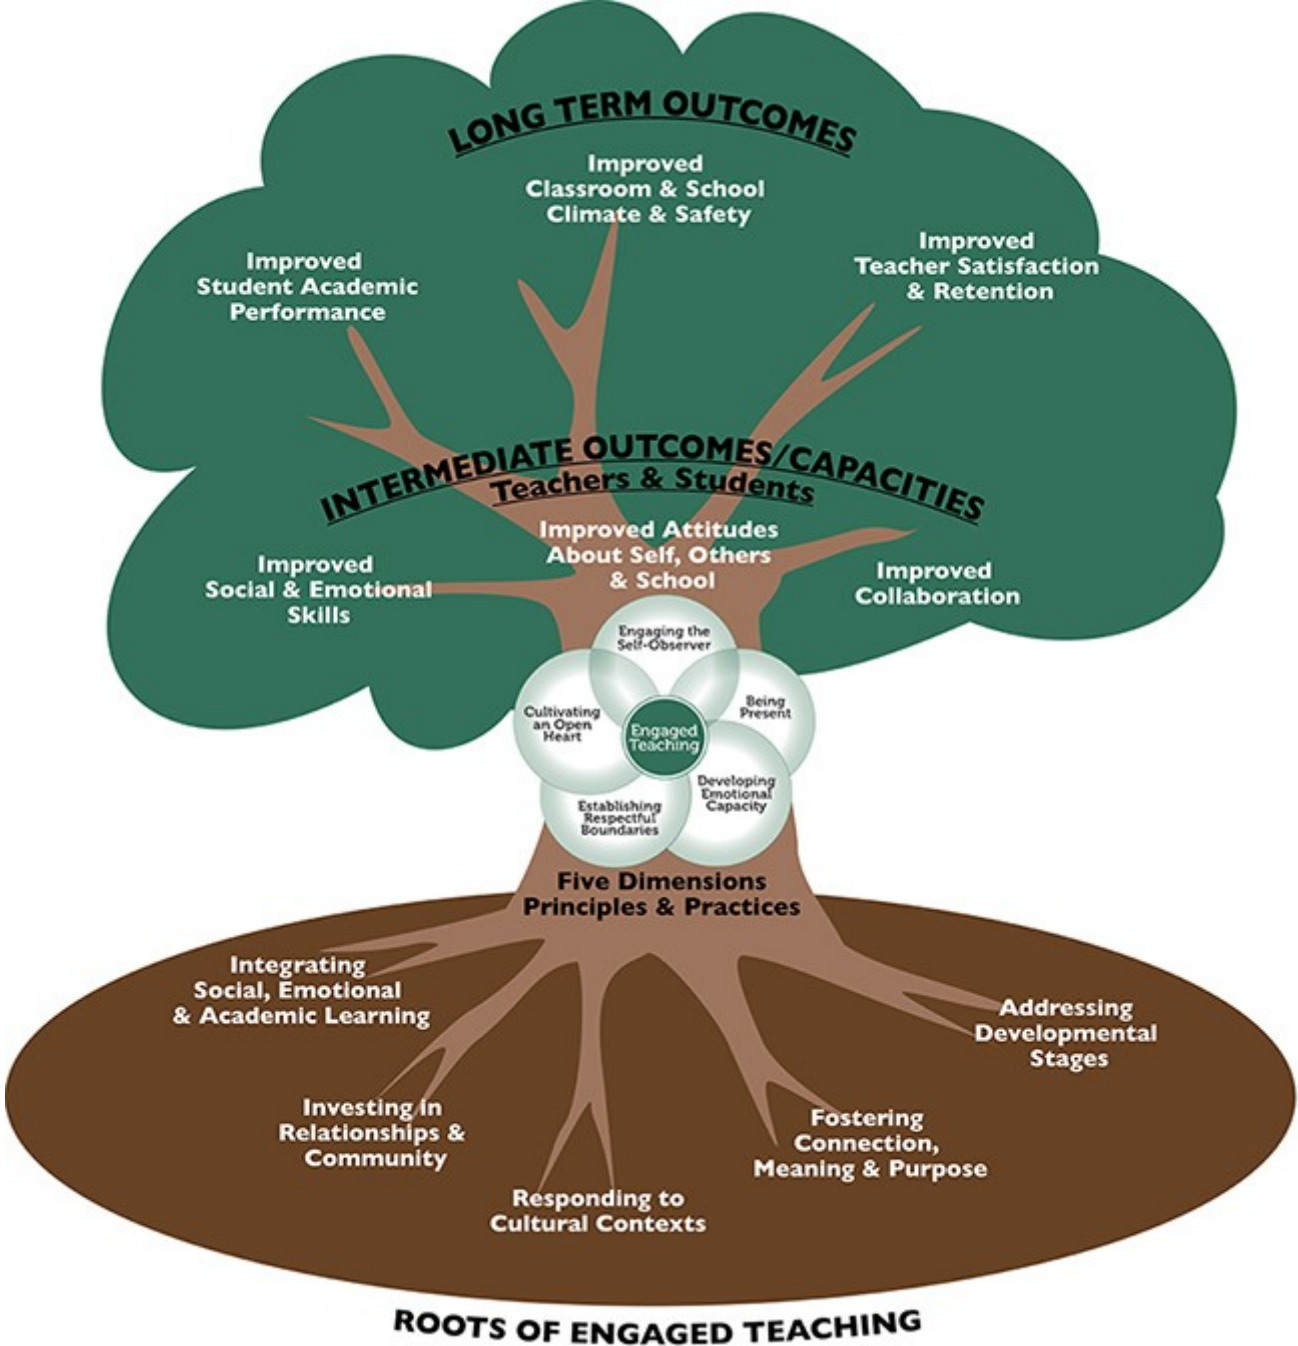 LONG TERM OUTCOMES
Improved
Classroom & School
Climate & Safety
Improved
Student Academic
Performance
Improved
Teacher Satisfaction
& Retention
INTERMEDIATE OUTCOMES/CAPACITIES
Teachers & Students
Improved Attitudes
About Self, Others
& School
Improved
Social & Emotional
Skills
Improved
Collaboration
Engaging the
Self-Observer
Cultivating
an Open
Heart
Being
Present
Engaged
Teaching
Developing
Emotional
Capacity
Establishing
Respectful
Boundaries
Five Dimensions
Principles & Practices
Integrating
Social, Emotional
& Academic Learning
Addressing
Developmental
Stages
Investing in
Relationships &
Community
Fostering
Connection,
Meaning & Purpose
Responding to
Cultural Contexts
ROOTS OF ENGAGED TEACHING